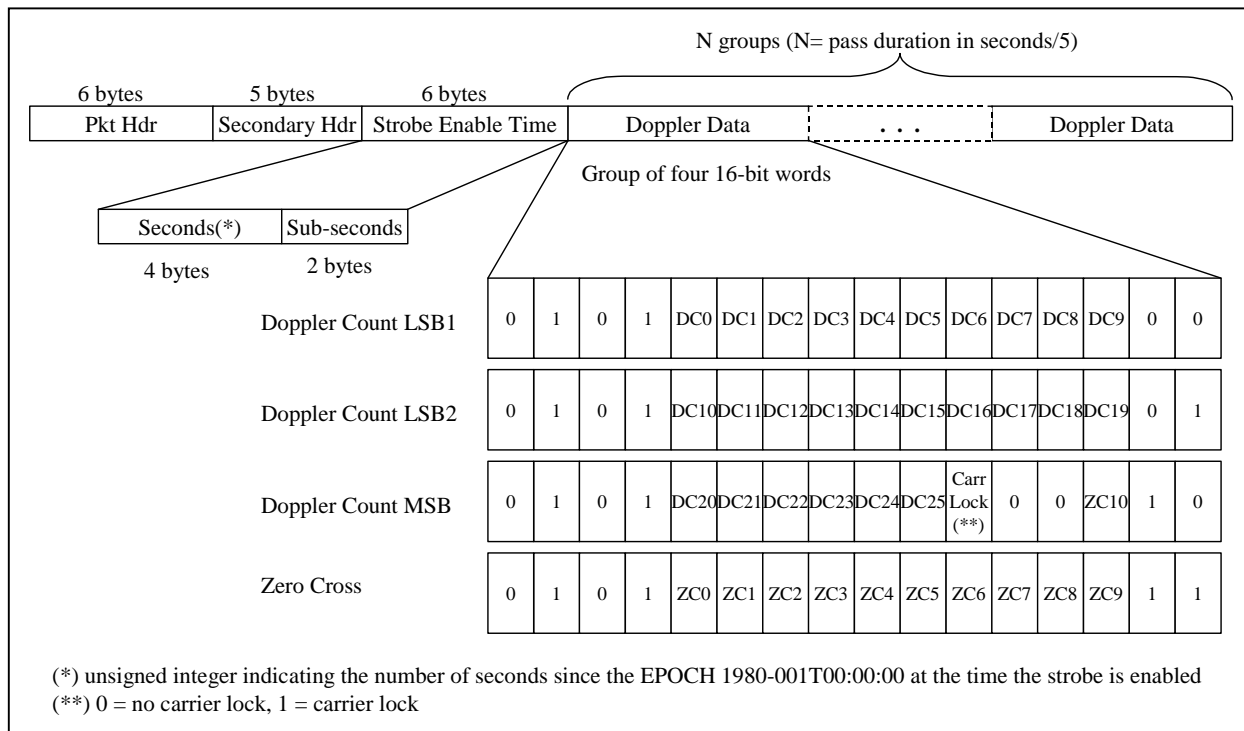 N groups (N= pass duration in seconds/5)
6 bytes 5 bytes 6 bytes
Pkt Hdr Secondary Hdr Strobe Enable Time Doppler Data . . . Doppler Data
Group of four 16-bit words
Seconds(*) Sub-seconds
4 bytes 2 bytes
Doppler Count LSB1 0 1 0 1 DC0 DC1 DC2 DC3 DC4 DC5 DC6 DC7 DC8 DC9 0 0
Doppler Count LSB2 0 1 0 1 DC10 DC11 DC12 DC13 DC14 DC15 DC16 DC17 DC18 DC19 0 1
Doppler Count MSB 0 1 0 1 DC20 DC21 DC22 DC23 DC24 DC25 Carr Lock (**) 0 0 ZC10 1 0
Zero Cross 0 1 0 1 ZC0 ZC1 ZC2 ZC3 ZC4 ZC5 ZC6 ZC7 ZC8 ZC9 1 1
(*) unsigned integer indicating the number of seconds since the EPOCH 1980-001T00:00:00 at the time the strobe is enabled
(**) 0 = no carrier lock, 1 = carrier lock